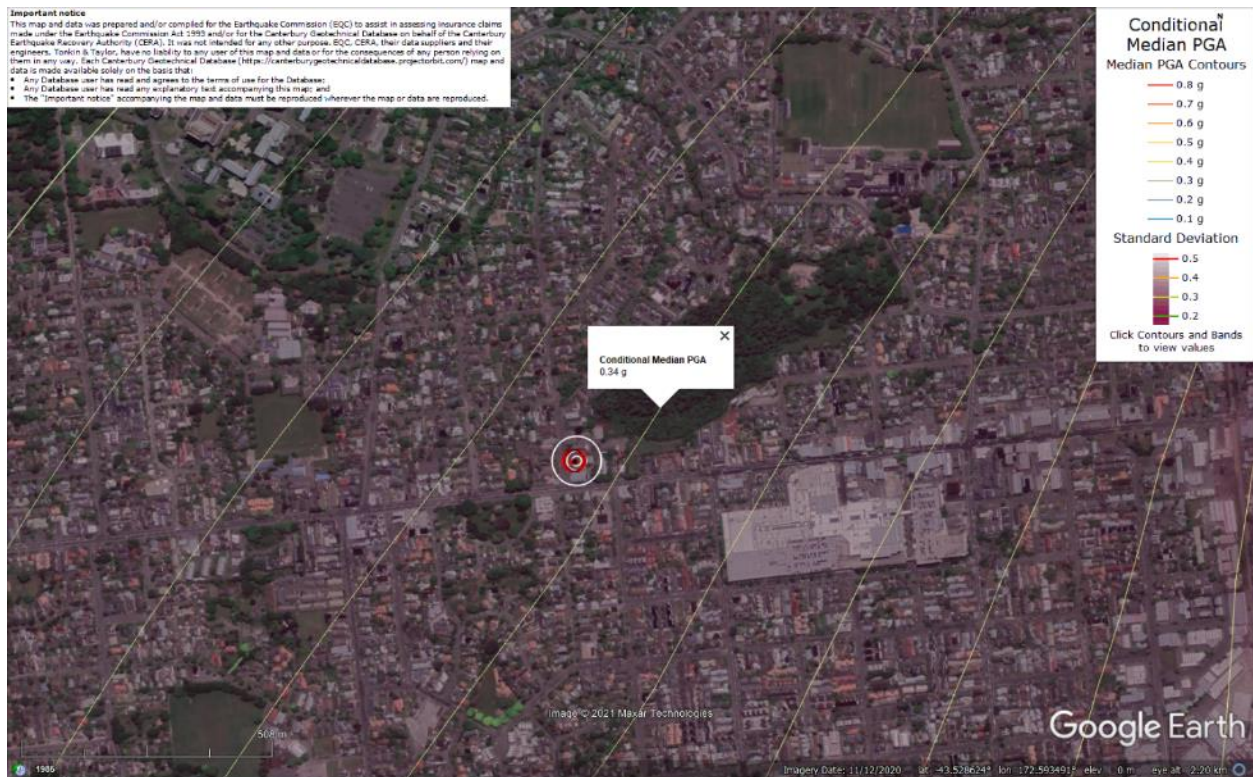 Important notice
This map and data was prepared and/or compiled for the Earthquake Commission (EQC) to assist in assessing insurance claims
made under the Earthquake Commission Act 1993 and/or for the Canterbury Geotechnical Database on behalf of the Canterbury
Earthquake Recovery Authority (CERA). It was not intended for any other purpose. EQC, CERA, their data suppliers and their
engineers, Tonkin & Taylor, have no liability to any user of this map and data or for the consequences of any person relying on
them in any way. Each Canterbury Geotechnical Database (https://canterburygeotechnicaldatabase.projectorbit.com/) map and
data is made available solely on the basis that:
• Any Database user has read and agrees to the terms of use for the Database;
• Any Database user has read any explanatory text accompanying this map; and
• The "Important notice" accompanying the map and data must be reproduced wherever the map or data are reproduced.
N
Conditional
Median PGA
Median PGA Contours
0.8 g
0.7 g
0.6 g
0.5 g
0.4 g
0.3 g
0.2 g
0.1 g
Standard Deviation
0.5
0.4
0.3
0.2
Click Contours and Bands
to view values
Conditional Median PGA
0.34 g
Image © 2021 Maxar Technologies
Google Earth
508 m
1985
Imagery Date: 11/12/2020 lat -43.528624° lon 172.593491° elev 0 m eye alt 2.20 km